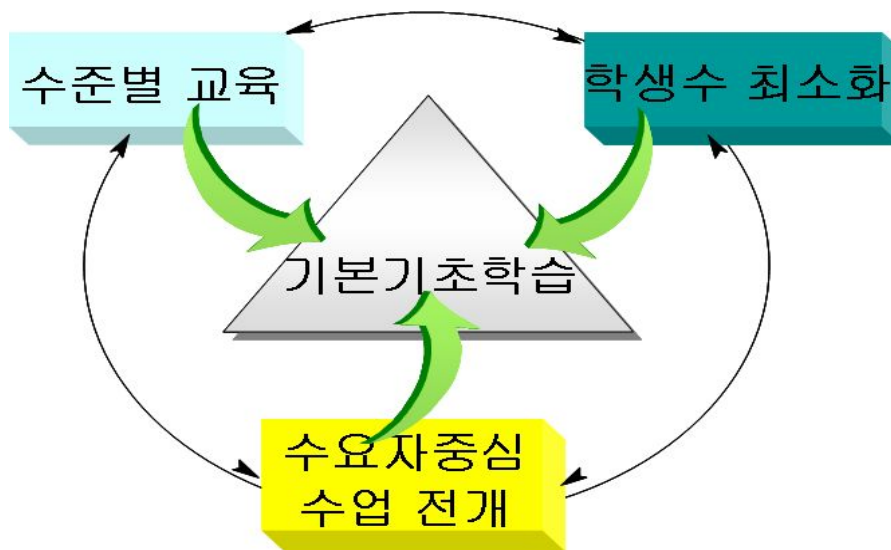 수준별 교육
학생수 최소화
기본기초학습
수요자중심
수업 전개